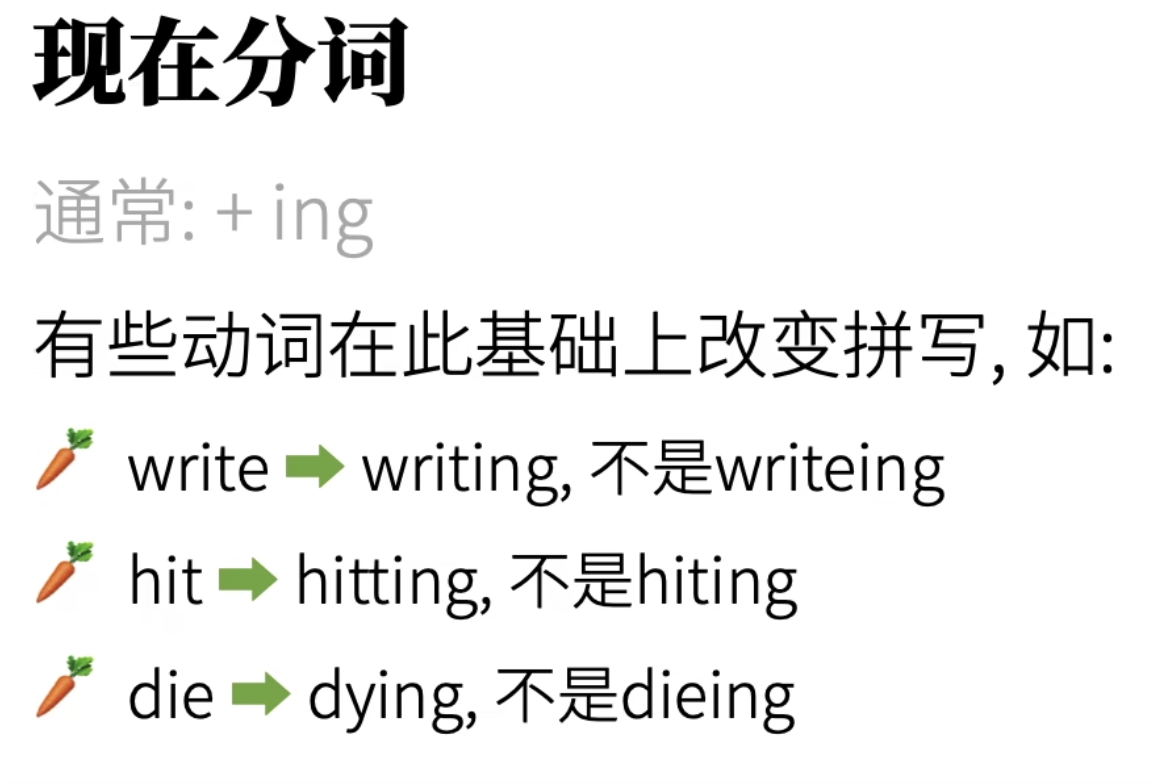 现在分词
通常: + ing
有些动词在此基础上改变拼写, 如:
🥕 write ➡ writing, 不是writeing
🥕 hit ➡ hitting, 不是hiting
🥕 die ➡ dying, 不是dieing